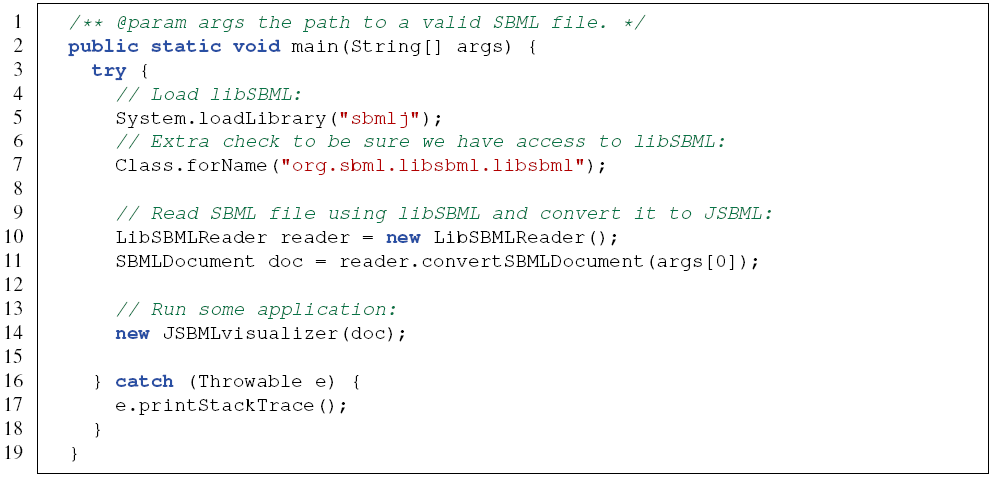 1 /** @param args the path to a valid SBML file. */
2 public static void main(String[] args) {
3 try {
4 // Load libSBML:
5 System.loadLibrary("sbmlj");
6 // Extra check to be sure we have access to libSBML:
7 Class.forName("org.sbml.libsbml.libsbml");
8
9 // Read SBML file using libSBML and convert it to JSBML:
10 LibSBMLReader reader = new LibSBMLReader();
11 SBMLDocument doc = reader.convertSBMLDocument(args[0]);
12
13 // Run some application:
14 new JSBMLvisualizer(doc);
15
16 } catch (Throwable e) {
17 e.printStackTrace();
18 }
19 }